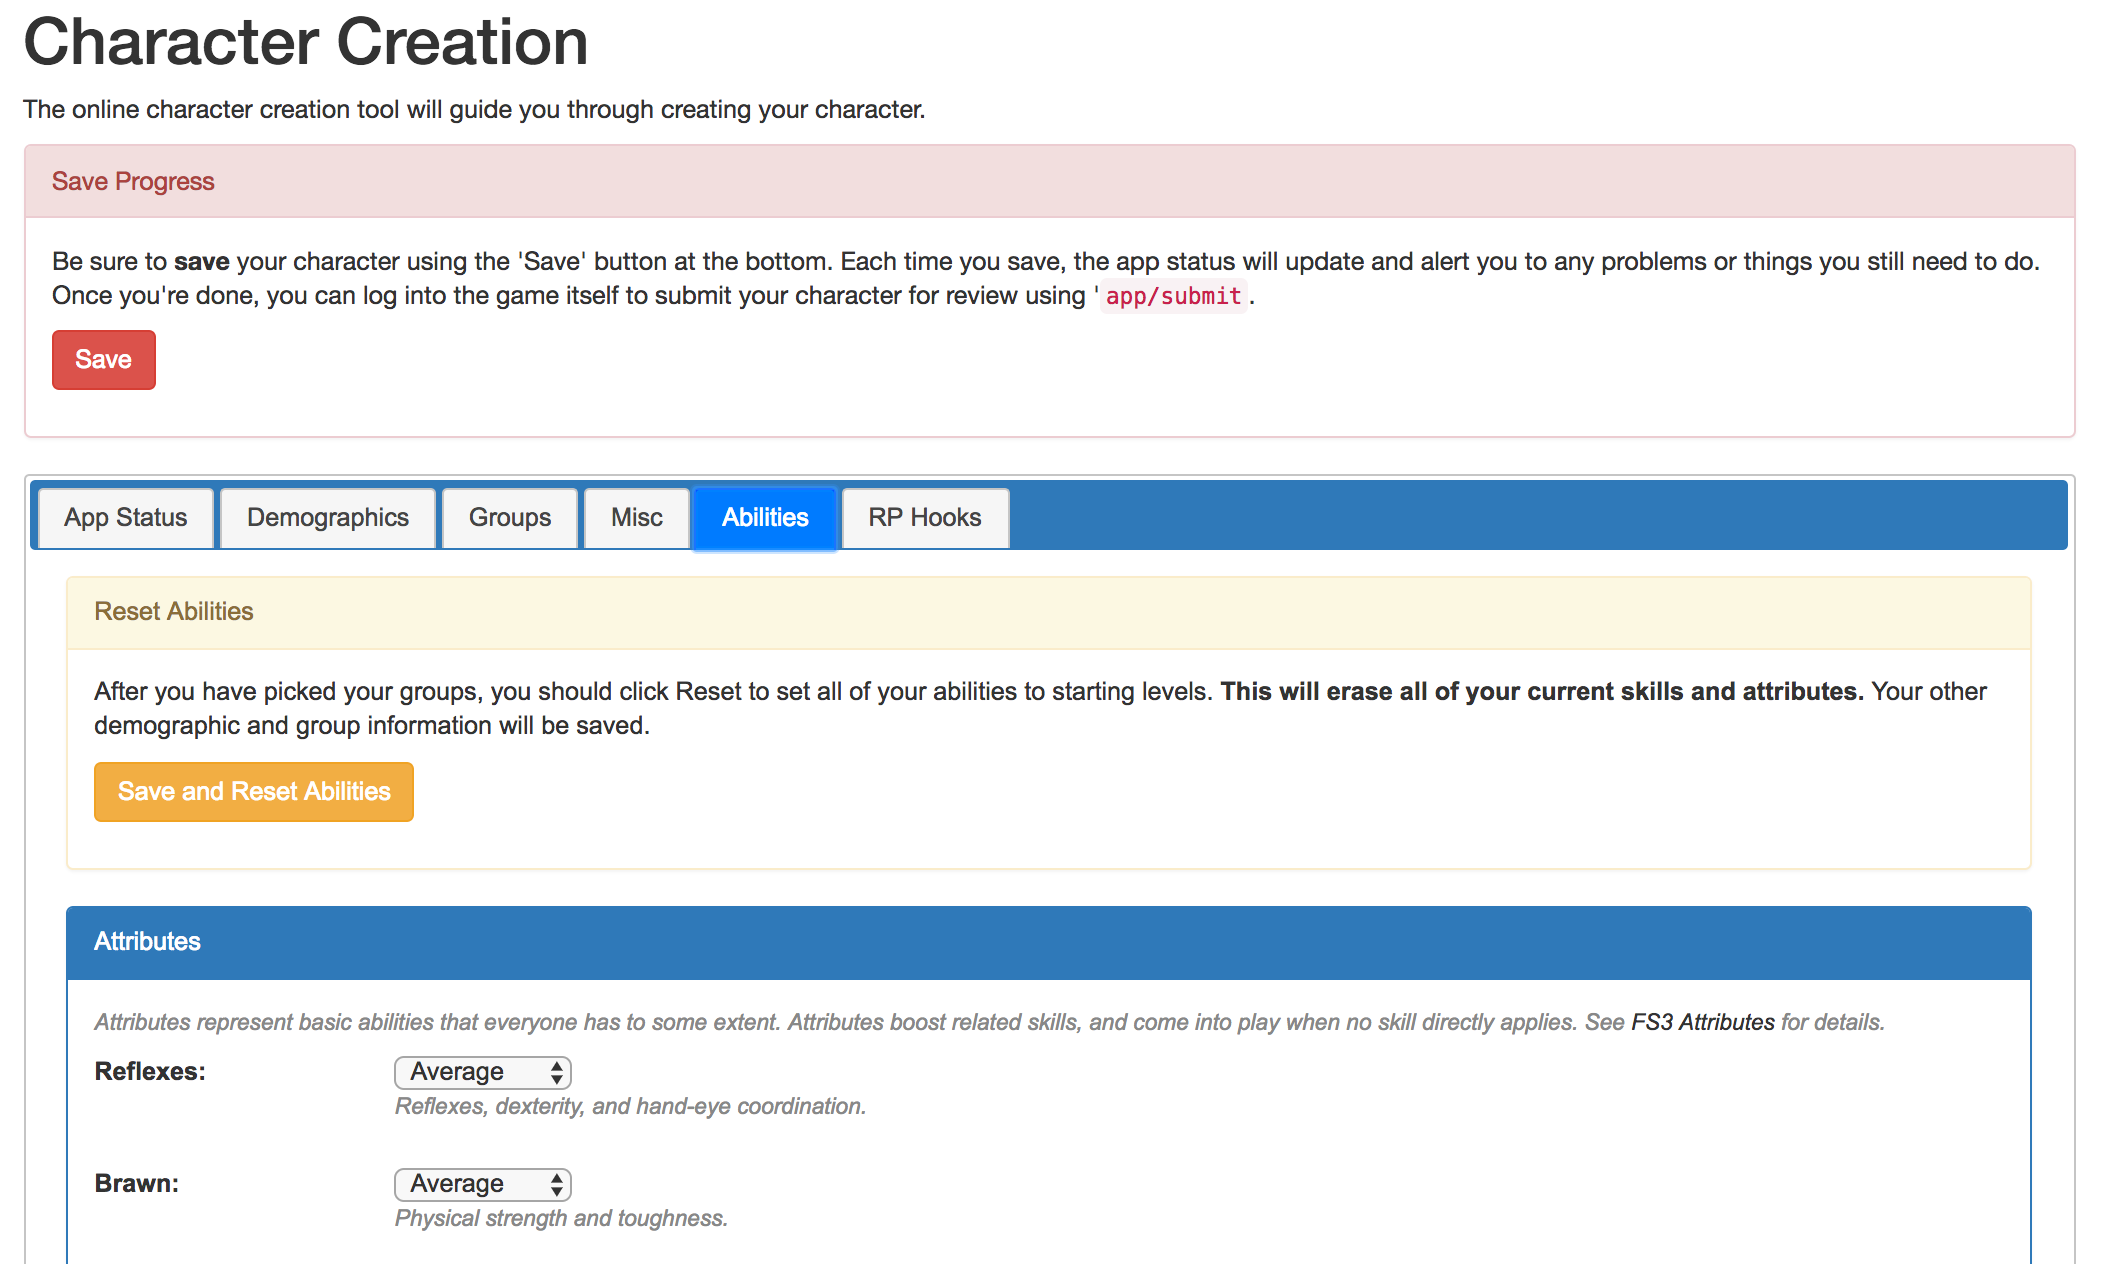 Character Creation
The online character creation tool will guide you through creating your character.
Save Progress
Be sure to save your character using the 'Save' button at the bottom. Each time you save, the app status will update and alert you to any problems or things you still need to do.
Once you're done, you can log into the game itself to submit your character for review using 'app/submit.
Save
App Status Demographics Groups Misc Abilities RP Hooks
Reset Abilities
After you have picked your groups, you should click Reset to set all of your abilities to starting levels. This will erase all of your current skills and attributes. Your other
demographic and group information will be saved.
Save and Reset Abilities
Attributes
Attributes represent basic abilities that everyone has to some extent. Attributes boost related skills, and come into play when no skill directly applies. See FS3 Attributes for details.
Reflexes: Average
Reflexes, dexterity, and hand-eye coordination.
Brawn: Average
Physical strength and toughness.